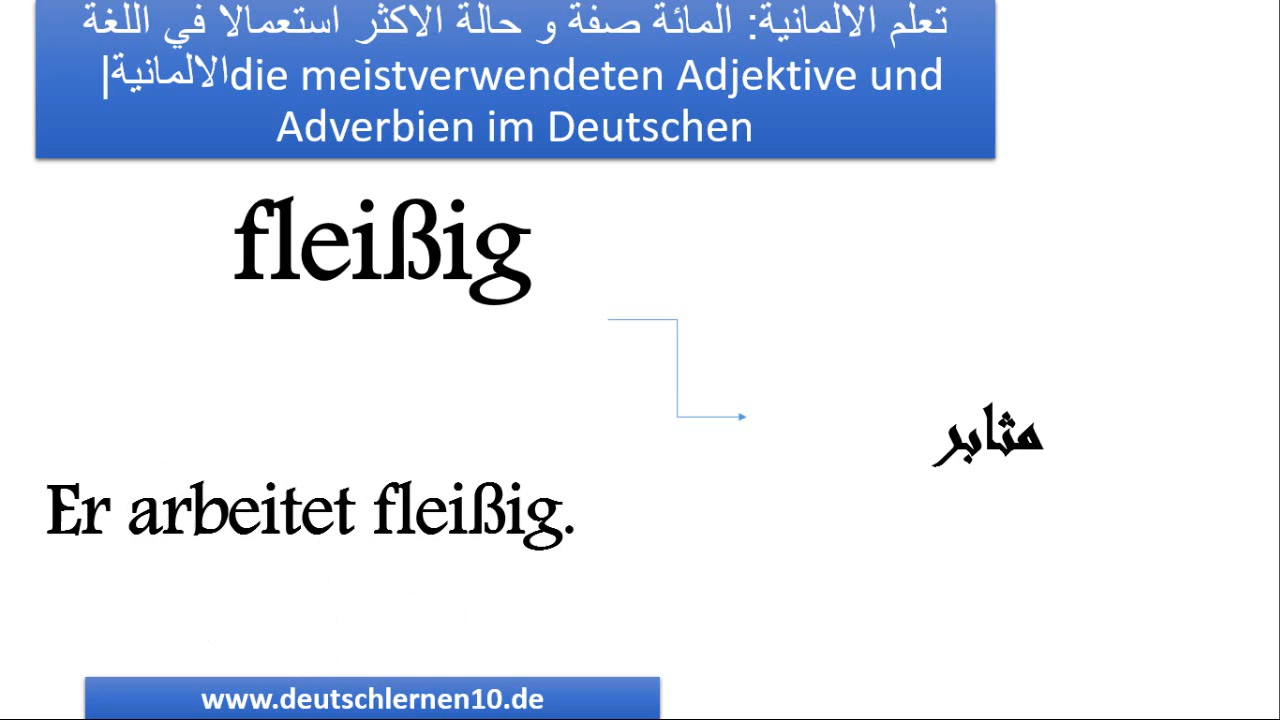 تعلم الالمانية: المائة صفة و حالة الاكثر استعمالا في اللغة
الالمانية|die meistverwendeten Adjektive und
Adverbien im Deutschen
fleißig
مثابر
Er arbeitet fleißig.
www.deutschlernen10.de